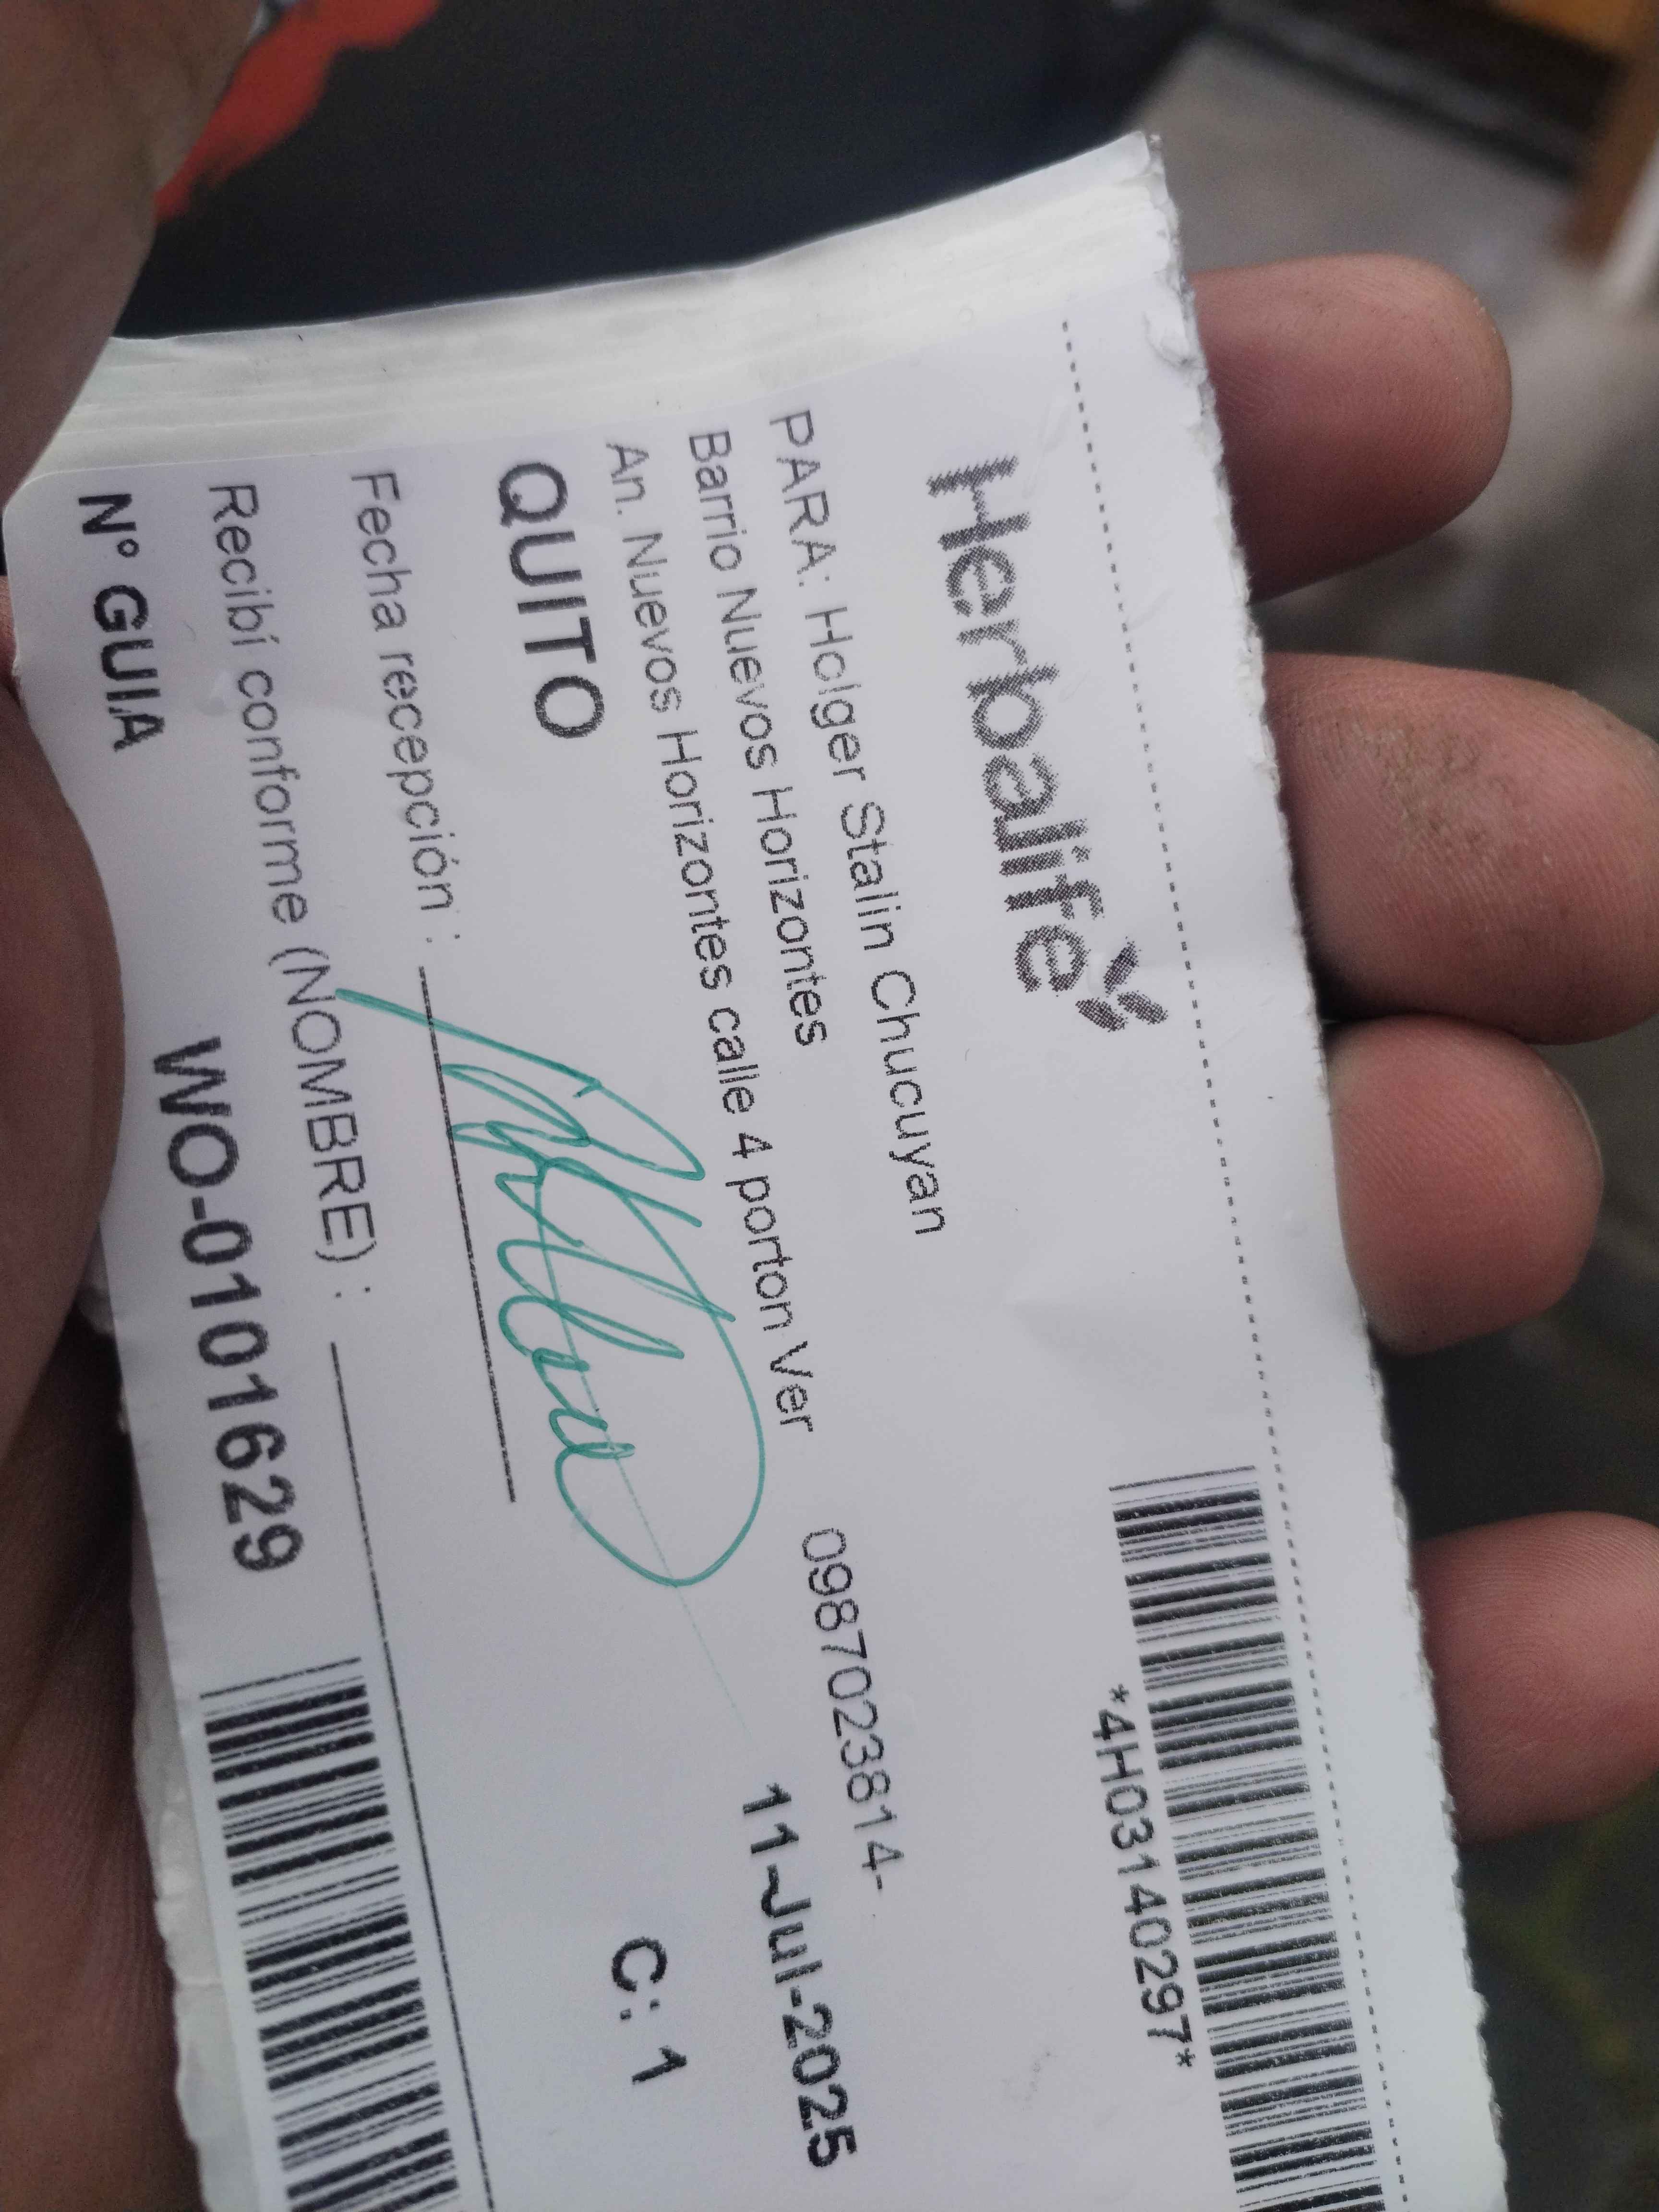 Herbalife
*4H03140297*
PARA: Holger Stalin Chucuyan
Barrio Nuevos Horizontes 0987023814-
An. Nuevos Horizontes calle 4 porton Ver 11-Jul-2025
QUITO C: 1
Fecha recepción :
Recibí conforme (NOMBRE) :
N° GUIA WO-0101629